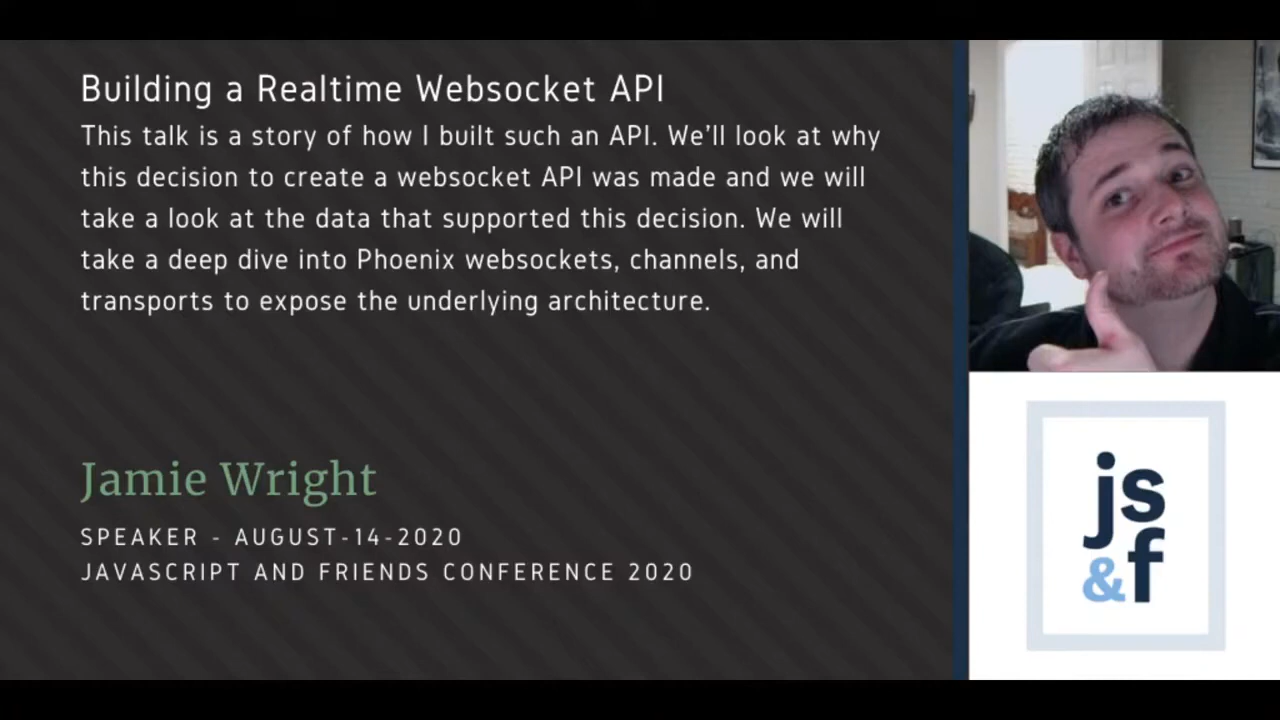 Building a Realtime Websocket API
This talk is a story of how I built such an API. We’ll look at why
this decision to create a websocket API was made and we will
take a look at the data that supported this decision. We will
take a deep dive into Phoenix websockets, channels, and
transports to expose the underlying architecture.
Jamie Wright
SPEAKER - AUGUST-14-2020
JAVASCRIPT AND FRIENDS CONFERENCE 2020
js
&f